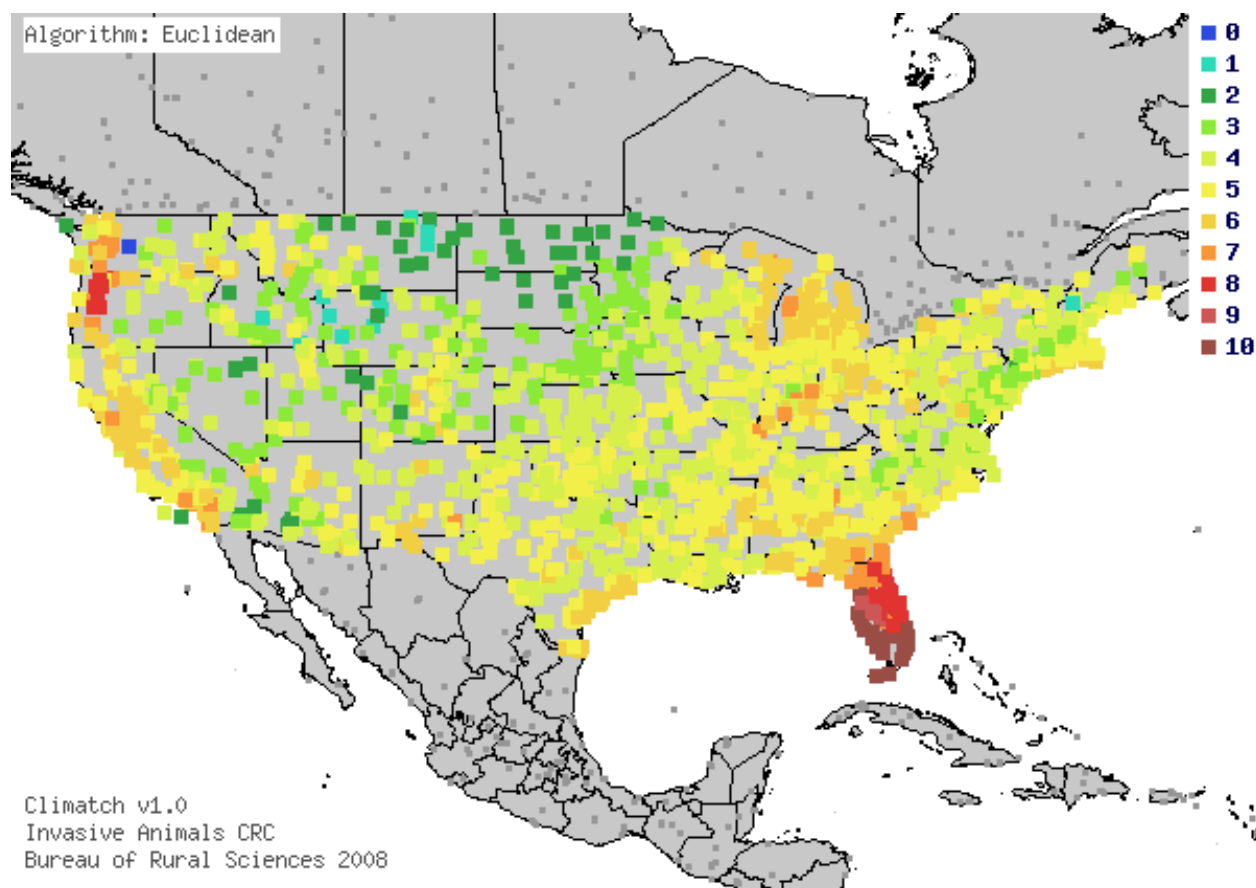 Algorithm: Euclidean
0
1
2
3
4
5
6
7
8
9
10
Climatch v1.0
Invasive Animals CRC
Bureau of Rural Sciences 2008